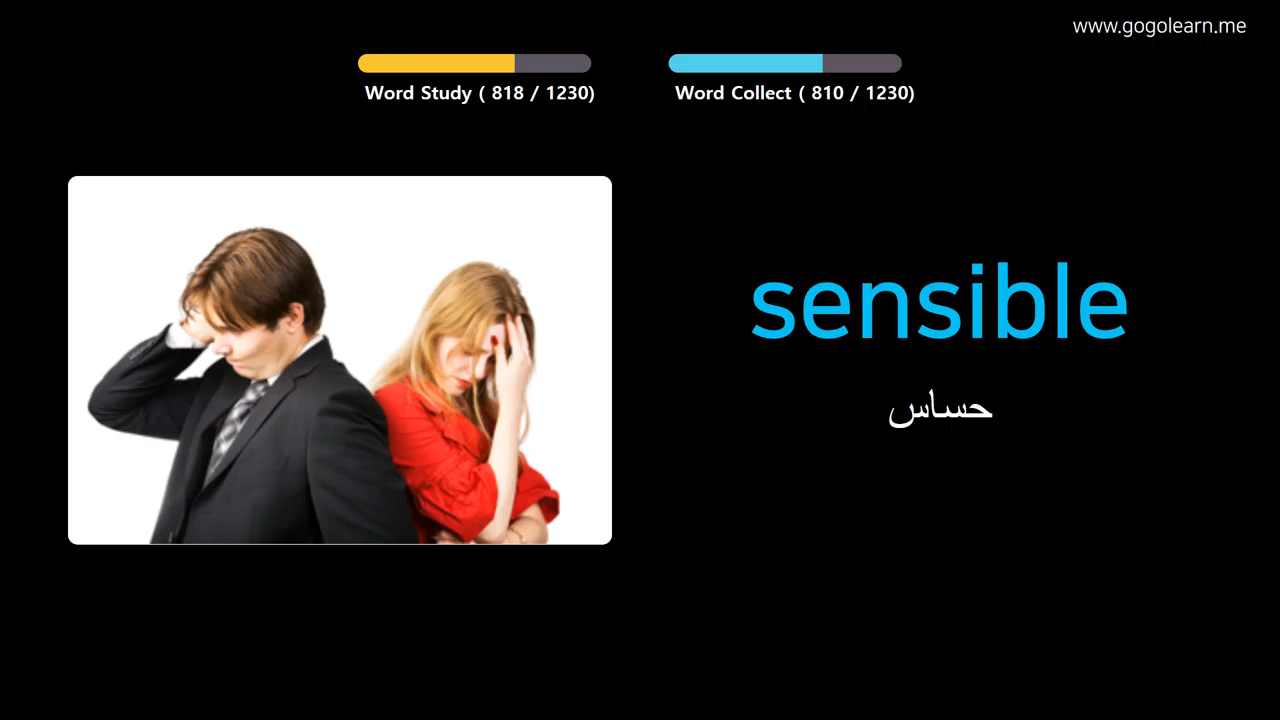 www.gogolearn.me
Word Study ( 818 / 1230)
Word Collect ( 810 / 1230)
sensible
حساس